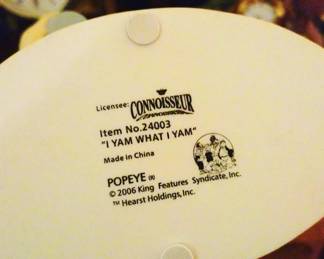 Licensee: CONNOISSEUR
Item No.24003
"I YAM WHAT I YAM"
Made in China
POPEYE ®
© 2006 King Features Syndicate, Inc.
™ Hearst Holdings, Inc.